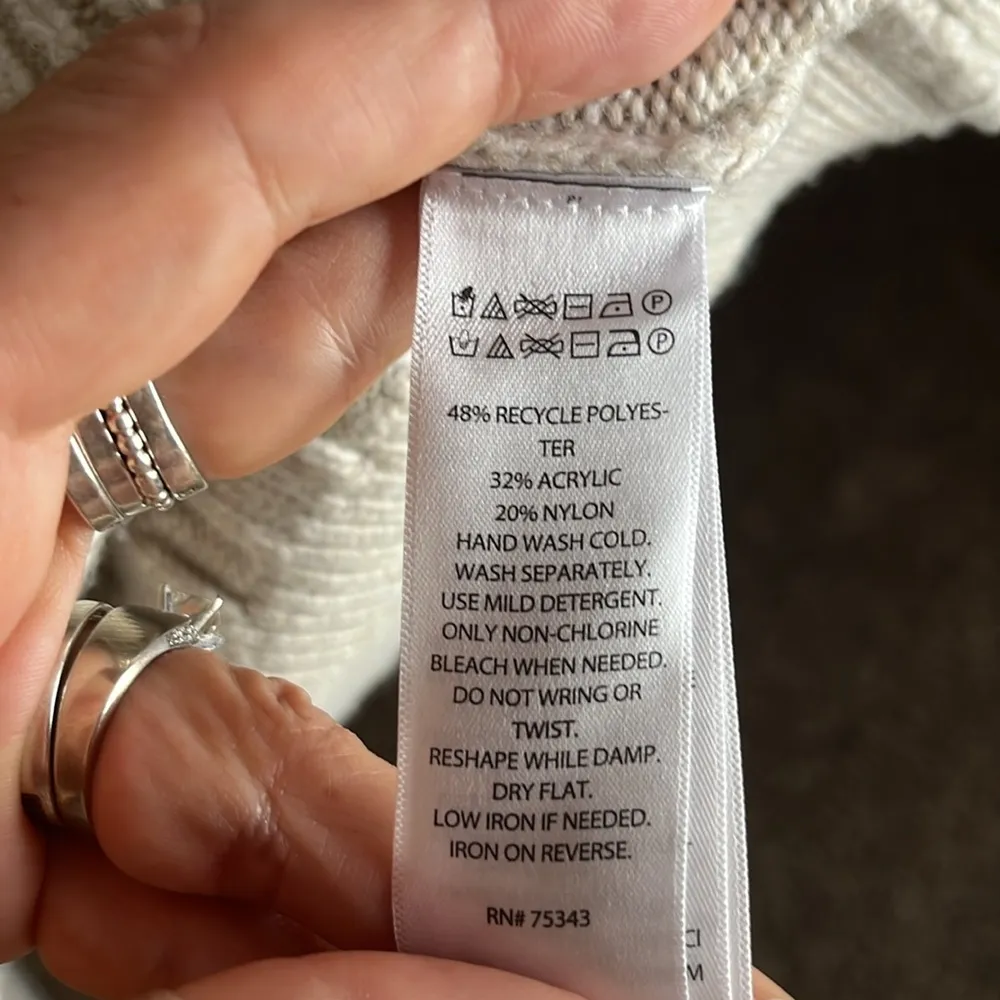 P
P
48% RECYCLE POLYES-
TER
32% ACRYLIC
20% NYLON
HAND WASH COLD.
WASH SEPARATELY.
USE MILD DETERGENT.
ONLY NON-CHLORINE
BLEACH WHEN NEEDED.
DO NOT WRING OR
TWIST.
RESHAPE WHILE DAMP.
DRY FLAT.
LOW IRON IF NEEDED.
IRON ON REVERSE.
RN# 75343
CI
M